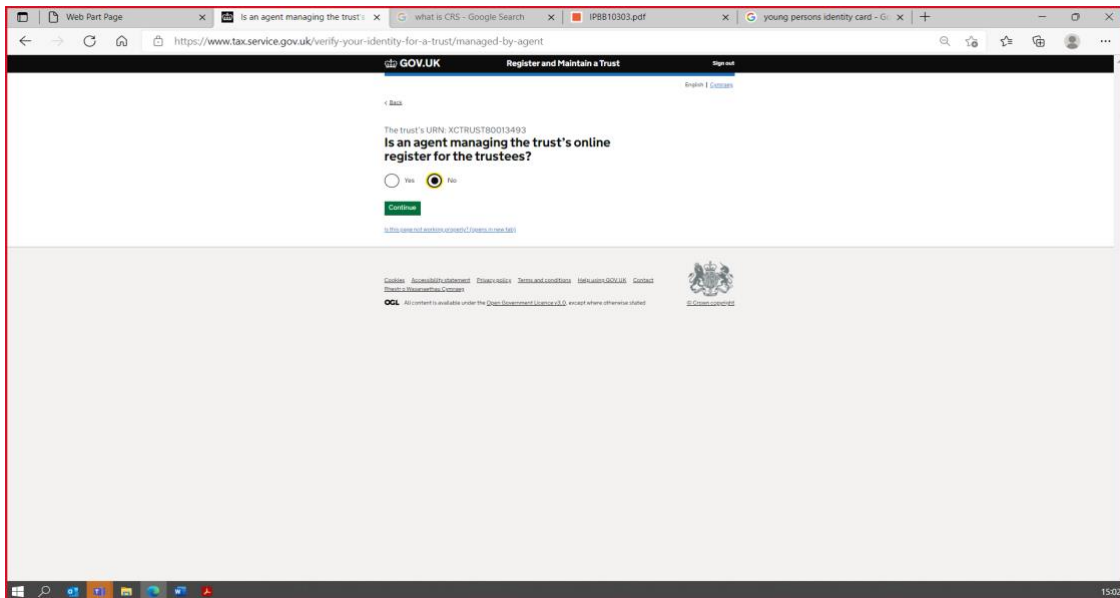 Web Part Page
Is an agent managing the trust's
what is CRS - Google Search
IPBB10303.pdf
young persons identity card - G
https://www.tax.service.gov.uk/verify-your-identity-for-a-trust/managed-by-agent
GOV.UK Register and Maintain a Trust Sign out
English | Cymraeg
< Back
The trust's URN: XCTRUST80013493
Is an agent managing the trust's online
register for the trustees?
Yes No
Continue
Is this page not working properly? (opens in new tab)
Cookies Accessibility statement Privacy policy Terms and conditions Help using GOV.UK Contact
Rhestr o Wasanaethau Cymraeg
OGL All content is available under the Open Government Licence v3.0, except where otherwise stated
© Crown copyright